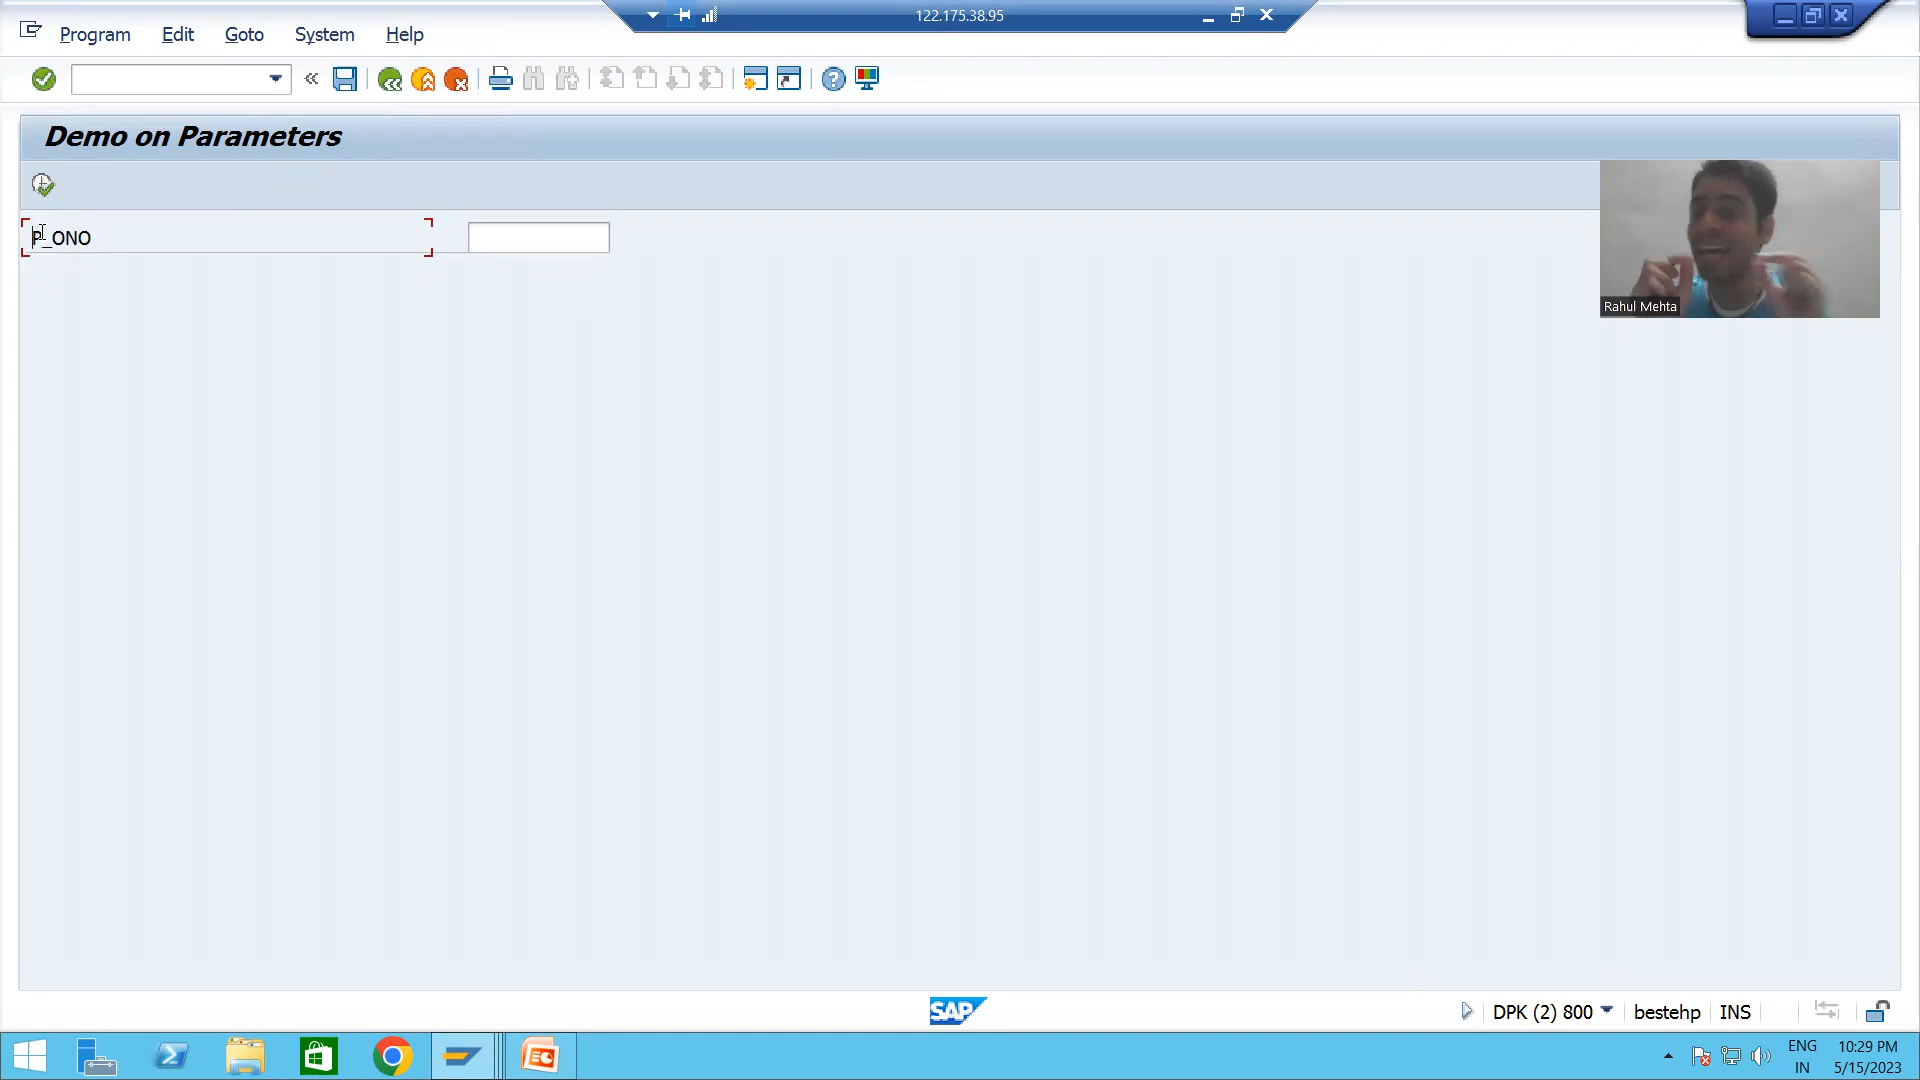 122.175.38.95
Program Edit Goto System Help
Demo on Parameters
P_ONO
Rahul Mehta
SAP
DPK (2) 800 bestehp INS
ENG 10:29 PM
IN 5/15/2023